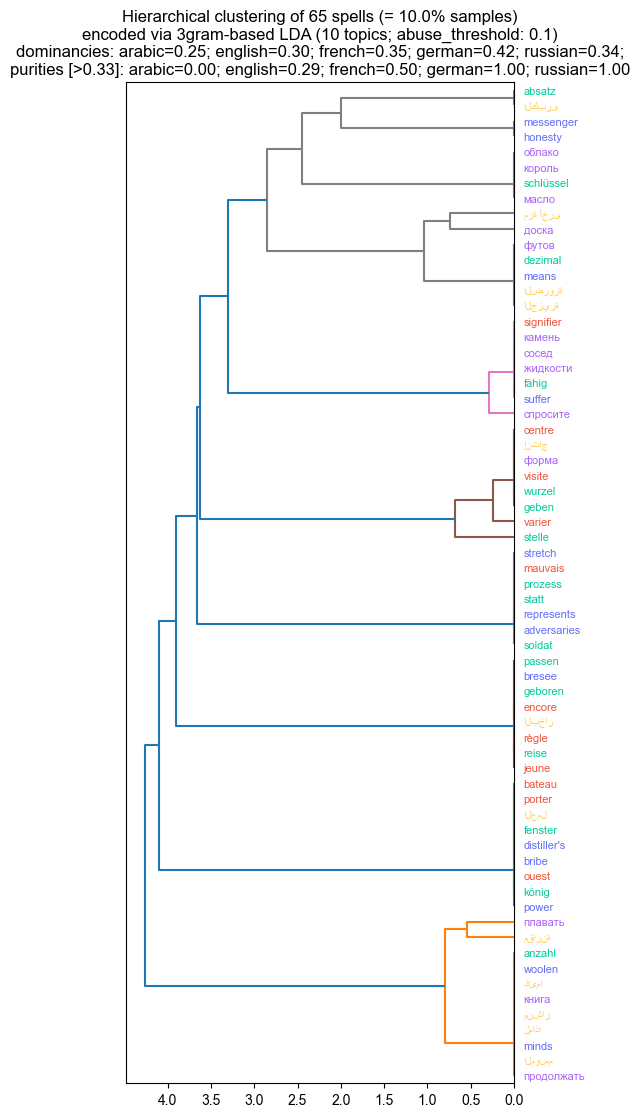 Hierarchical clustering of 65 spells (= 10.0% samples)
encoded via 3gram-based LDA (10 topics; abuse_threshold: 0.1)
dominancies: arabic=0.25; english=0.30; french=0.35; german=0.42; russian=0.34;
purities [>0.33]: arabic=0.00; english=0.29; french=0.50; german=1.00; russian=1.00
absatz
الكبرى
messenger
honesty
облако
король
schlüssel
масло
مرة أخرى
доска
футов
dezimal
means
الضرورة
الجزيرة
signifier
камень
сосед
жидкости
fähig
suffer
спросите
centre
إنتاج
форма
visite
wurzel
geben
varier
stelle
stretch
mauvais
prozess
statt
represents
adversaries
soldat
passen
bresee
geboren
encore
البخار
règle
reise
jeune
bateau
porter
العمل
fenster
distiller's
bribe
ouest
könig
power
плавать
مقارنة
anzahl
woolen
دايما
книга
منشار
لماذا
minds
الموسم
продолжать
4.0 3.5 3.0 2.5 2.0 1.5 1.0 0.5 0.0